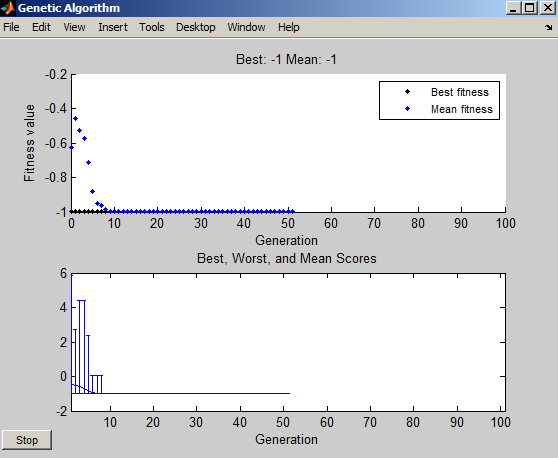 Genetic Algorithm
File Edit View Insert Tools Desktop Window Help
Best: -1 Mean: -1
-0.2
-0.4
-0.6
-0.8
-1
Fitness value
Best fitness
Mean fitness
0 10 20 30 40 50 60 70 80 90 100
Generation
Best, Worst, and Mean Scores
6
4
2
0
-2
10 20 30 40 50 60 70 80 90 100
Generation
Stop